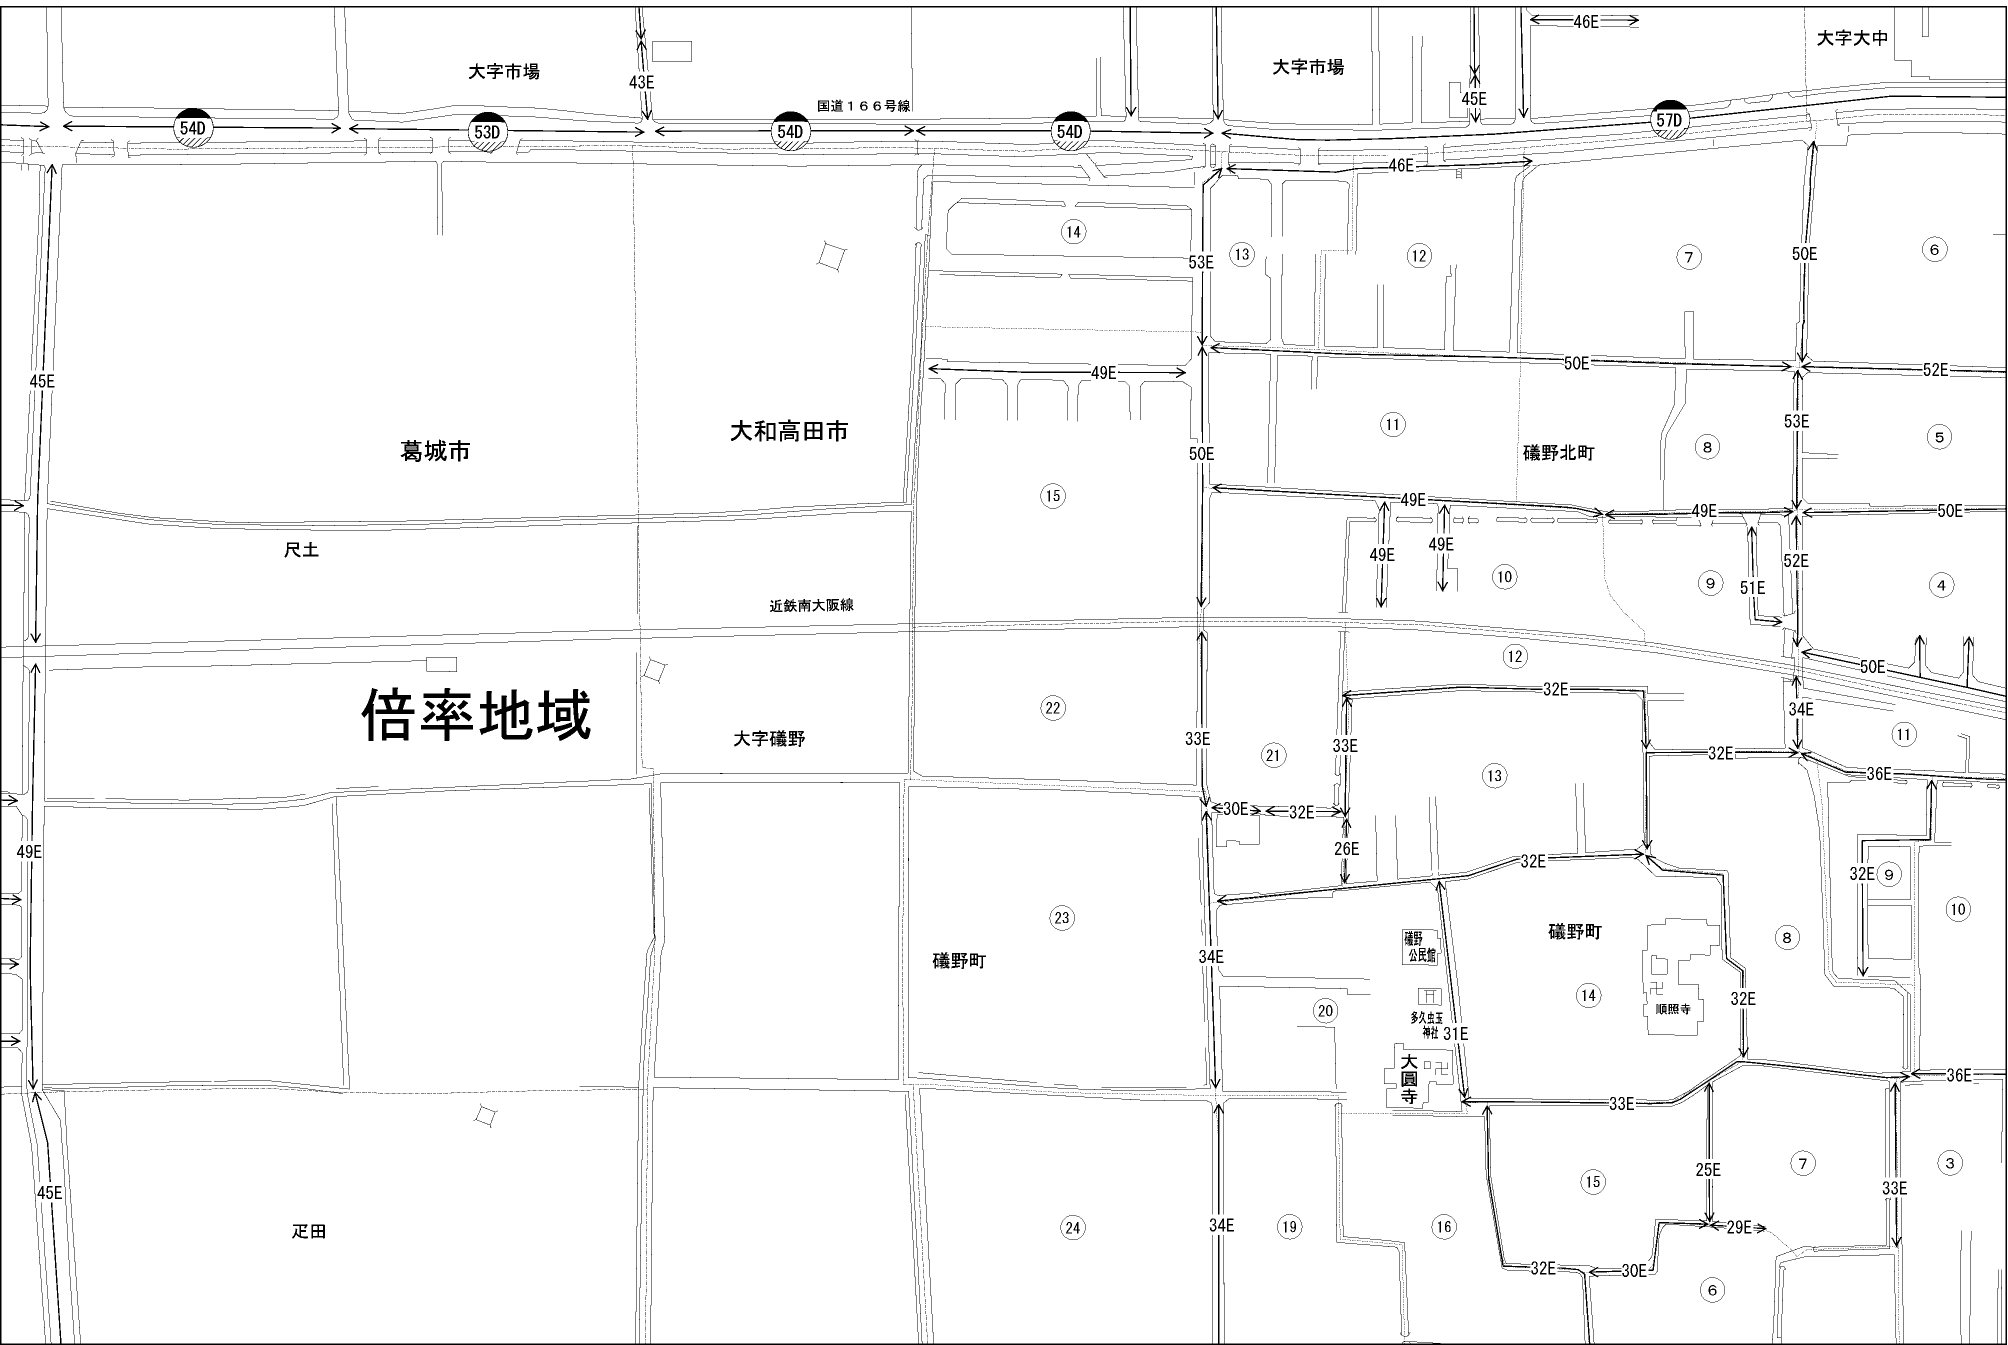 46E
大字大中
大字市場
大字市場
43E
45E
国道１６６号線
54D
53D
54D
54D
57D
46E
14
13
12
7
6
53E
50E
45E
49E
50E
52E
大和高田市
葛城市
11
礒野北町
8
53E
5
50E
15
49E
49E
50E
尺土
49E
49E
10
9
52E
51E
4
近鉄南大阪線
12
50E
倍率地域
22
32E
34E
大字礒野
33E
21
33E
13
32E
11
36E
30E
32E
49E
26E
32E
32E
9
23
礒野町
礒野町
8
10
礒野
公民館
34E
14
32E
20
順照寺
多久虫玉
神社
31E
大圓寺
36E
33E
45E
15
25E
7
33E
3
疋田
24
34E
19
16
29E
32E
30E
6